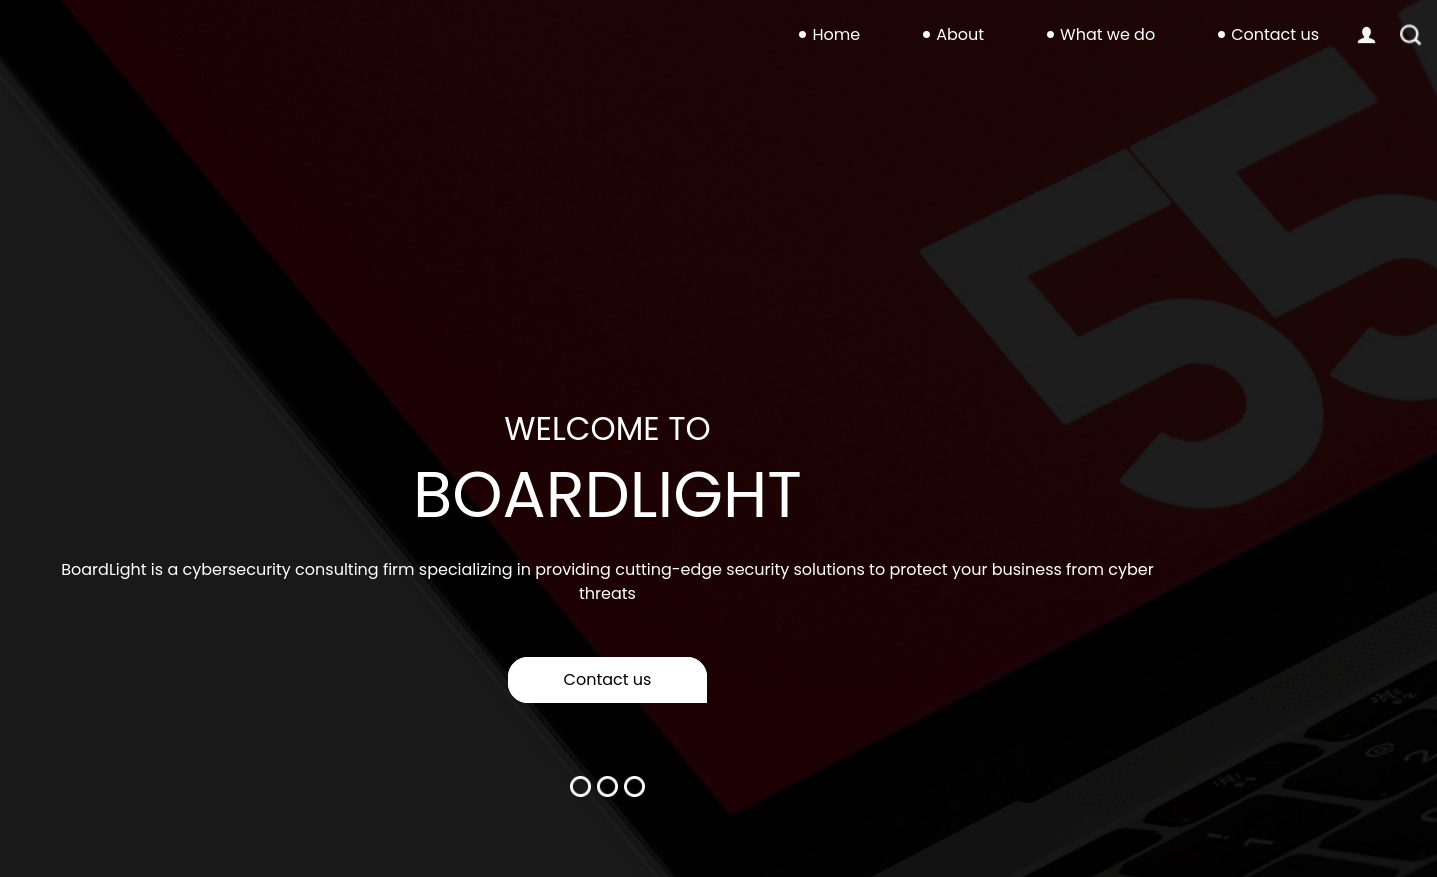 Home
About
What we do
Contact us
55
WELCOME TO
BOARDLIGHT
BoardLight is a cybersecurity consulting firm specializing in providing cutting-edge security solutions to protect your business from cyber
threats
Contact us